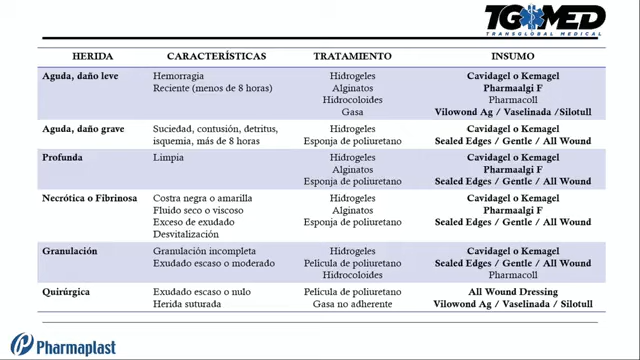 TG MED
TRANSGLOBAL MEDICAL
HERIDA CARACTERÍSTICAS TRATAMIENTO INSUMO
Aguda, daño leve Hemorragia Hidrogeles Cavidagel o Kemagel
Reciente (menos de 8 horas) Alginatos Pharmaalgi F
Hidrocoloides Pharmacoll
Gasa Vilowond Ag / Vaselinada /Silotull
Aguda, daño grave Suciedad, contusión, detritus, Hidrogeles Cavidagel o Kemagel
isquemia, más de 8 horas Esponja de poliuretano Sealed Edges / Gentle / All Wound
Profunda Limpia Hidrogeles Cavidagel o Kemagel
Alginatos Pharmaalgi F
Esponja de poliuretano Sealed Edges / Gentle / All Wound
Necrótica o Fibrinosa Costra negra o amarilla Hidrogeles Cavidagel o Kemagel
Fluido seco o viscoso Alginatos Pharmaalgi F
Exceso de exudado Esponja de poliuretano Sealed Edges / Gentle / All Wound
Desvitalización
Granulación Granulación incompleta Hidrogeles Cavidagel o Kemagel
Exudado escaso o moderado Película de poliuretano Sealed Edges / Gentle / All Wound
Hidrocoloides Pharmacoll
Quirúrgica Exudado escaso o nulo Película de poliuretano All Wound Dressing
Herida suturada Gasa no adherente Vilowond Ag / Vaselinada / Silotull
Pharmaplast